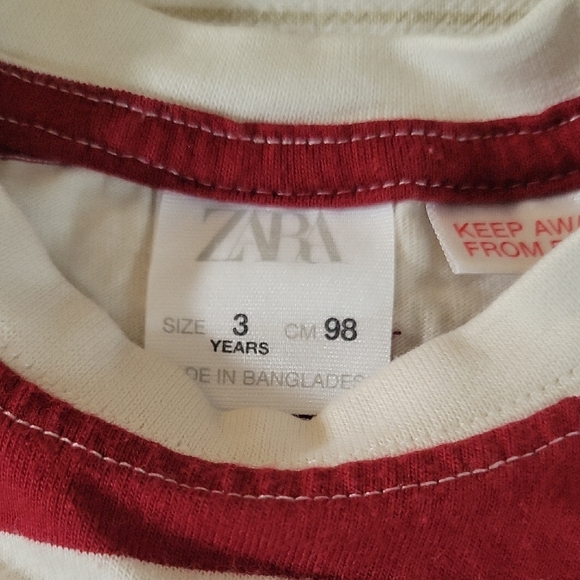 ZARA
KEEP AWA
FROM F
SIZE 3 CM 98
YEARS
DE IN BANGLADES